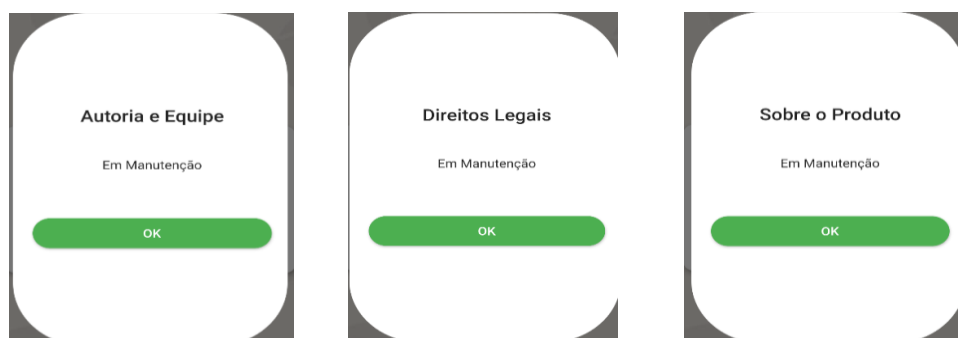 Autoria e Equipe
Em Manutenção
OK
Direitos Legais
Em Manutenção
OK
Sobre o Produto
Em Manutenção
OK